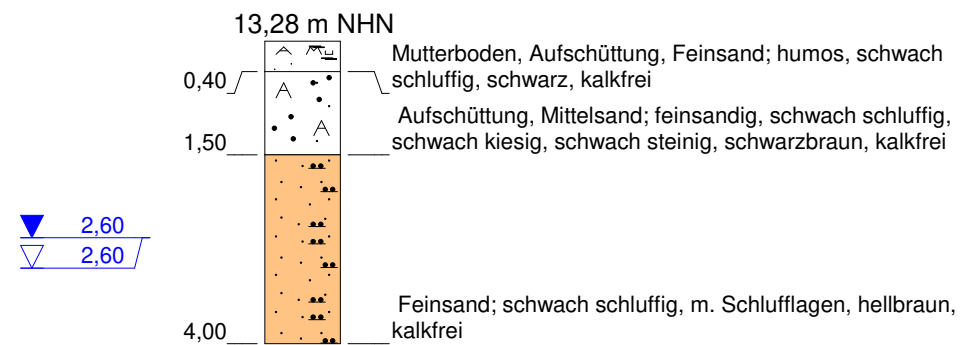 13,28 m NHN
Mutterboden, Aufschüttung, Feinsand; humos, schwach
schluffig, schwarz, kalkfrei
0,40
Aufschüttung, Mittelsand; feinsandig, schwach schluffig,
schwach kiesig, schwach steinig, schwarzbraun, kalkfrei
1,50
2,60
2,60
Feinsand; schwach schluffig, m. Schlufflagen, hellbraun,
kalkfrei
4,00